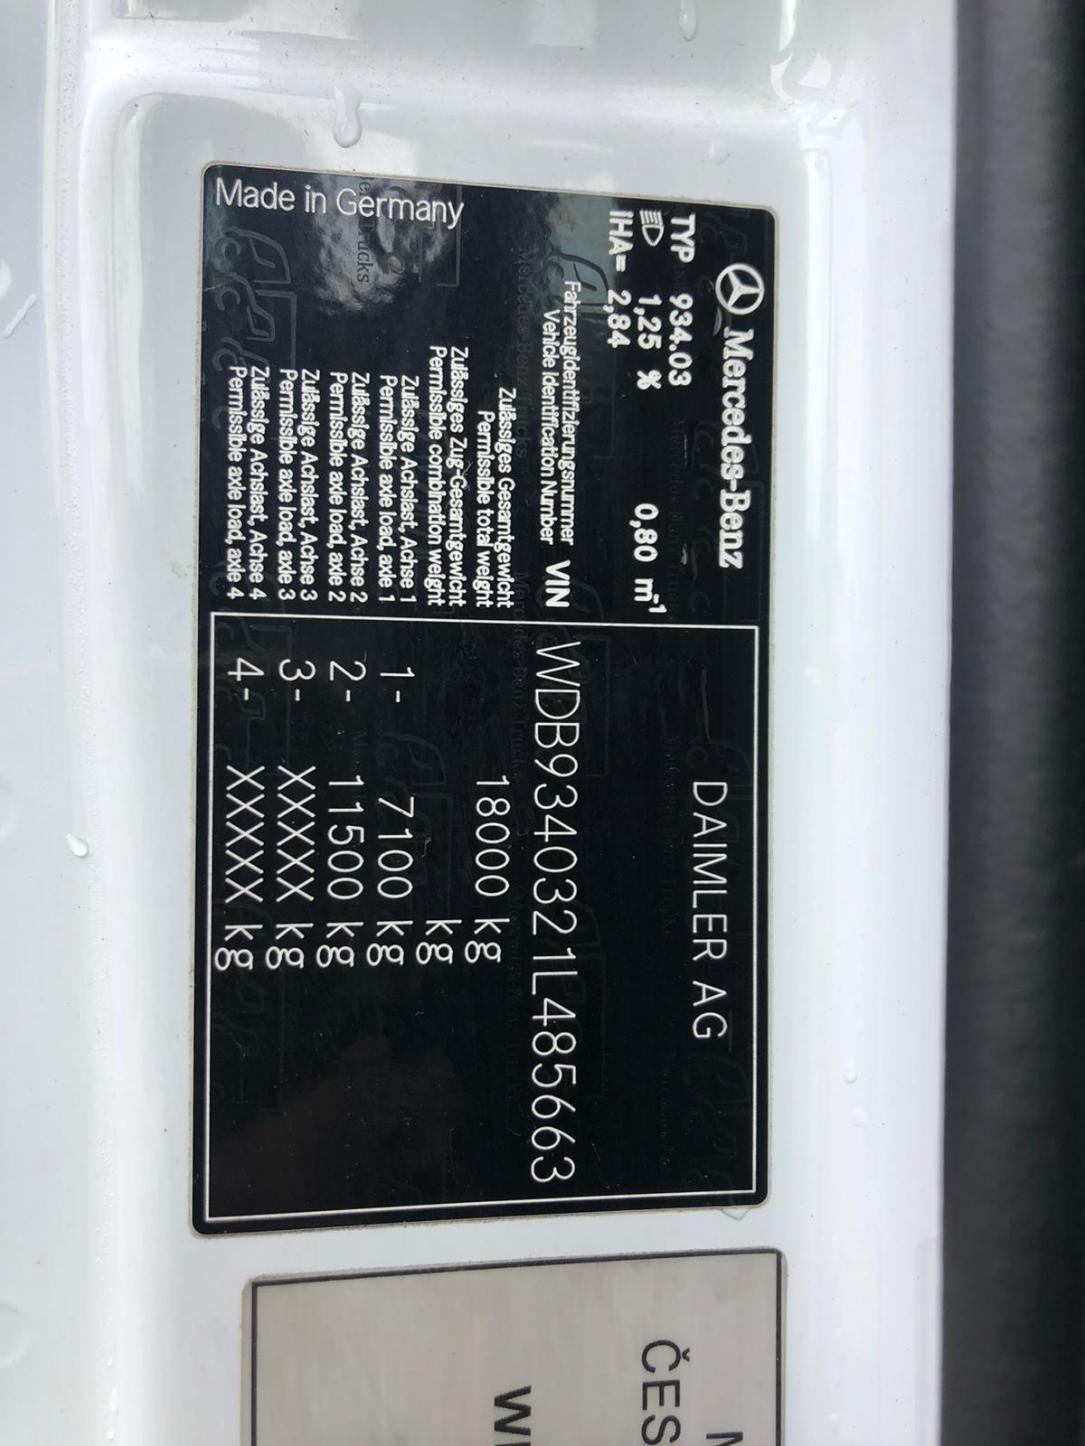 Mercedes-Benz
DAIMLER AG
TYP 934.03
1,25 % 0,80 m⁻¹
IHA= 2,84
Fahrzeugidentifizierungsnummer
Vehicle Identification Number VIN WDB9340321L485663
Zulässiges Gesamtgewicht
Permissible total weight 18000 kg
Zulässiges Zug-Gesamtgewicht
Permissible combination weight kg
Zulässige Achslast, Achse 1
Permissible axle load, axle 1 1- 7100 kg
Zulässige Achslast, Achse 2
Permissible axle load, axle 2 2- 11500 kg
Zulässige Achslast, Achse 3
Permissible axle load, axle 3 3- XXXXX kg
Zulässige Achslast, Achse 4
Permissible axle load, axle 4 4- XXXXX kg
Made in Germany
ČES